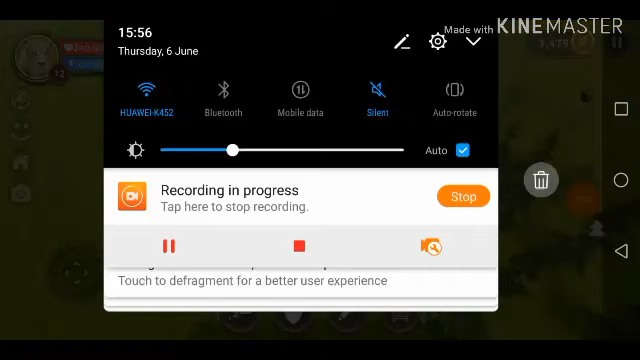 15:56
Thursday, 6 June
Made with KINEMASTER
HUAWEI-K452
Bluetooth
Mobile data
Silent
Auto-rotate
Auto
Recording in progress
Tap here to stop recording.
Stop
Touch to defragment for a better user experience
12